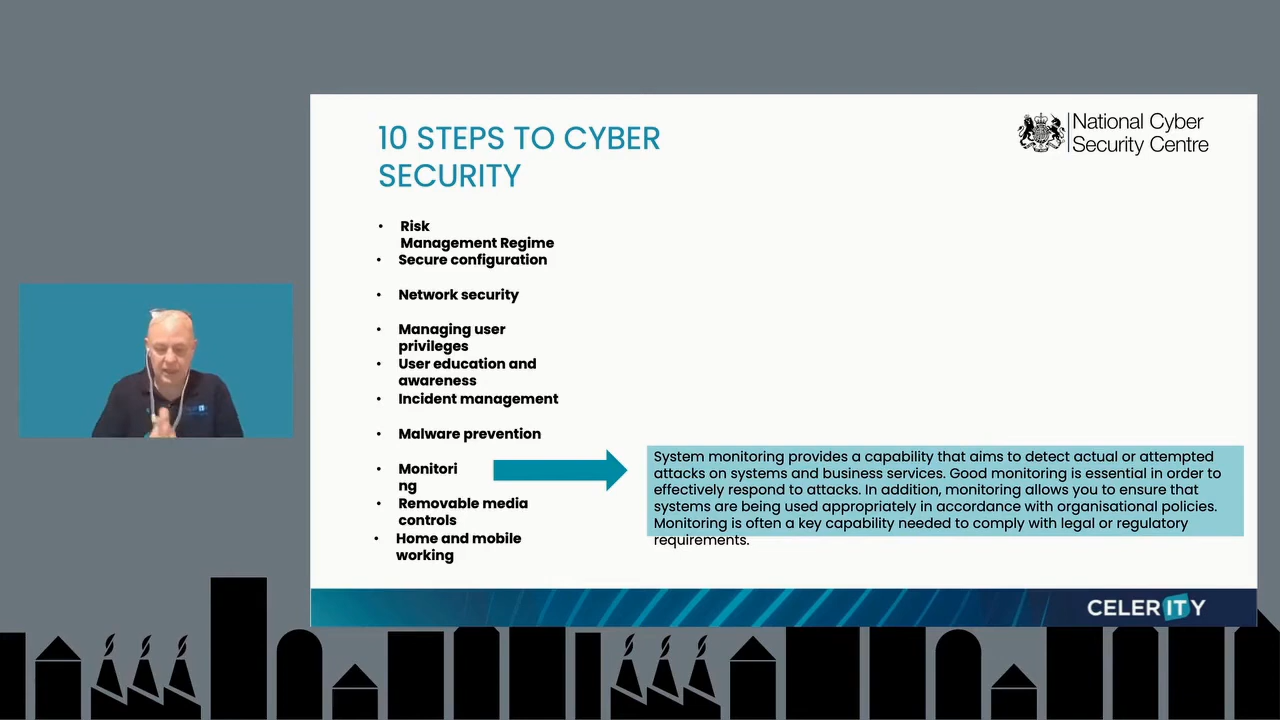 10 STEPS TO CYBER
SECURITY
National Cyber
Security Centre
• Risk
Management Regime
• Secure configuration
• Network security
• Managing user
privileges
• User education and
awareness
• Incident management
• Malware prevention
• Monitori
ng
• Removable media
controls
• Home and mobile
working
System monitoring provides a capability that aims to detect actual or attempted
attacks on systems and business services. Good monitoring is essential in order to
effectively respond to attacks. In addition, monitoring allows you to ensure that
systems are being used appropriately in accordance with organisational policies.
Monitoring is often a key capability needed to comply with legal or regulatory
requirements.
CELERITY